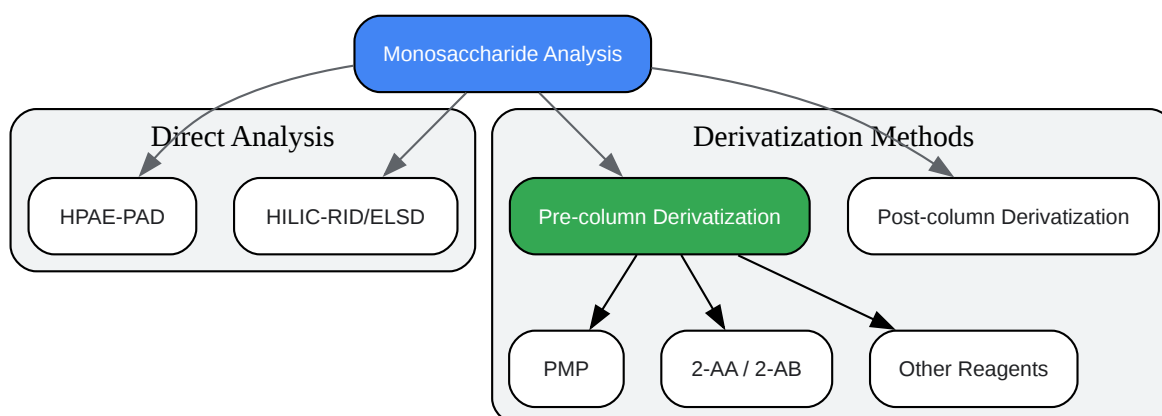 Monosaccharide Analysis
Direct Analysis
Derivatization Methods
HPAE-PAD
HILIC-RID/ELSD
Pre-column Derivatization
Post-column Derivatization
PMP
2-AA / 2-AB
Other Reagents